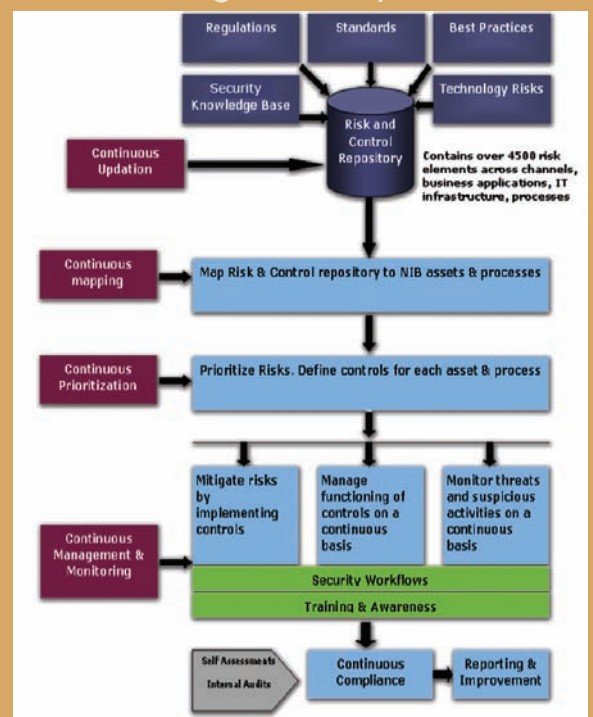 Regulations
Standards
Best Practices
Security
Knowledge Base
Technology Risks
Risk and
Control
Repository
Continuous
Updation
Contains over 4500 risk
elements across channels,
business applications, IT
infrastructure, processes
Continuous
mapping
Map Risk & Control repository to NIB assets & processes
Continuous
Prioritization
Prioritize Risks. Define controls for each asset & process
Mitigate risks
by
implementing
controls
Manage
functioning of
controls on a
continuous
basis
Monitor threats
and suspicious
activities on a
continuous
basis
Continuous
Management &
Monitoring
Security Workflows
Training & Awareness
Self Assessments
Internal Audits
Continuous
Compliance
Reporting &
Improvement